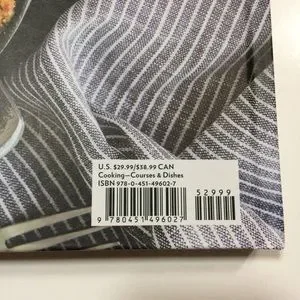 U.S. $29.99/$38.99 CAN
Cooking—Courses & Dishes
ISBN 978-0-451-49602-7
52999
9 780451 496027